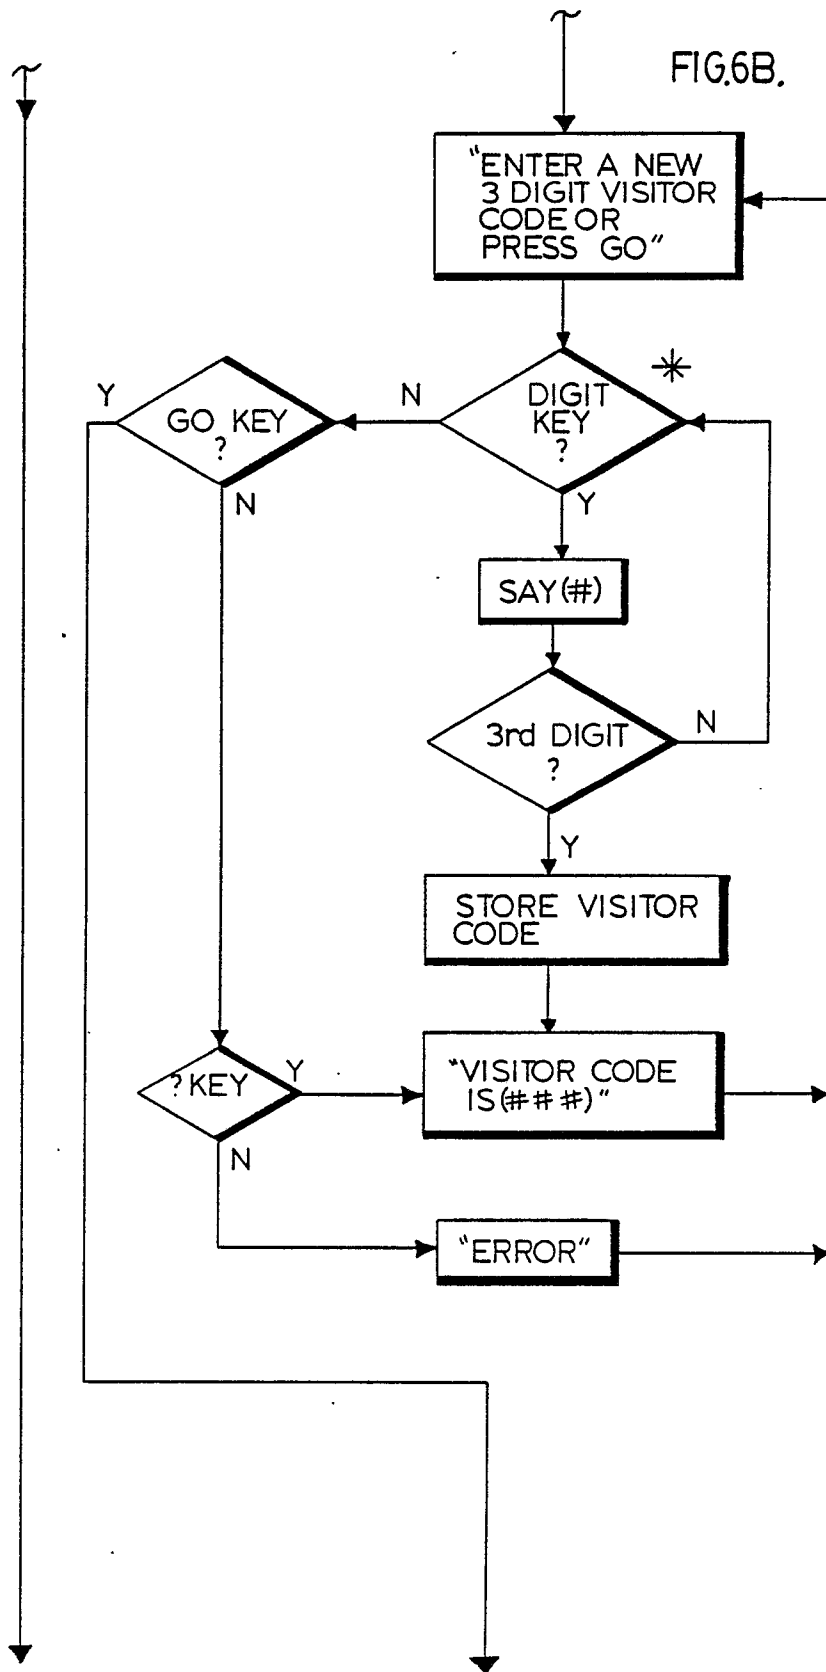 FIG.6B.
"ENTER A NEW
3 DIGIT VISITOR
CODE OR
PRESS GO"
*
Y
GO KEY
?
N
DIGIT
KEY
?
N
Y
SAY(#)
3rd DIGIT
?
N
Y
STORE VISITOR
CODE
? KEY
Y
"VISITOR CODE
IS(###)"
N
"ERROR"